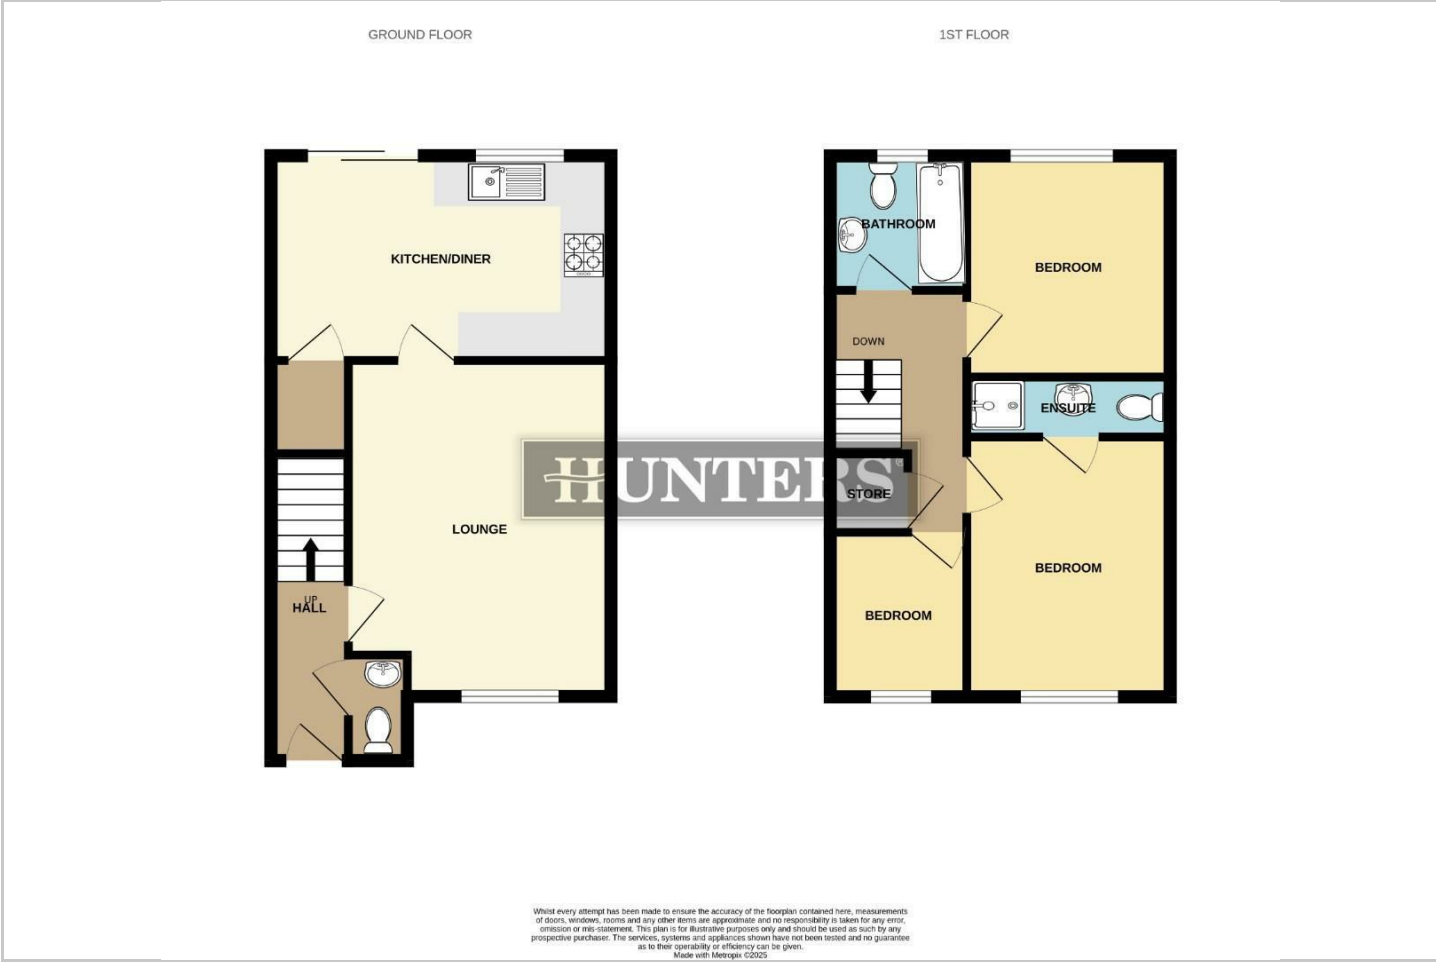 GROUND FLOOR
1ST FLOOR
KITCHEN/DINER
LOUNGE
UP
HALL
BATHROOM
BEDROOM
DOWN
ENSUITE
STORE
BEDROOM
BEDROOM
HUNTERS®
Whilst every attempt has been made to ensure the accuracy of the floorplan contained here, measurements
of doors, windows, rooms and any other items are approximate and no responsibility is taken for any error,
omission or mis-statement. This plan is for illustrative purposes only and should be used as such by any
prospective purchaser. The services, systems and appliances shown have not been tested and no guarantee
as to their operability or efficiency can be given.
Made with Metropix ©2025